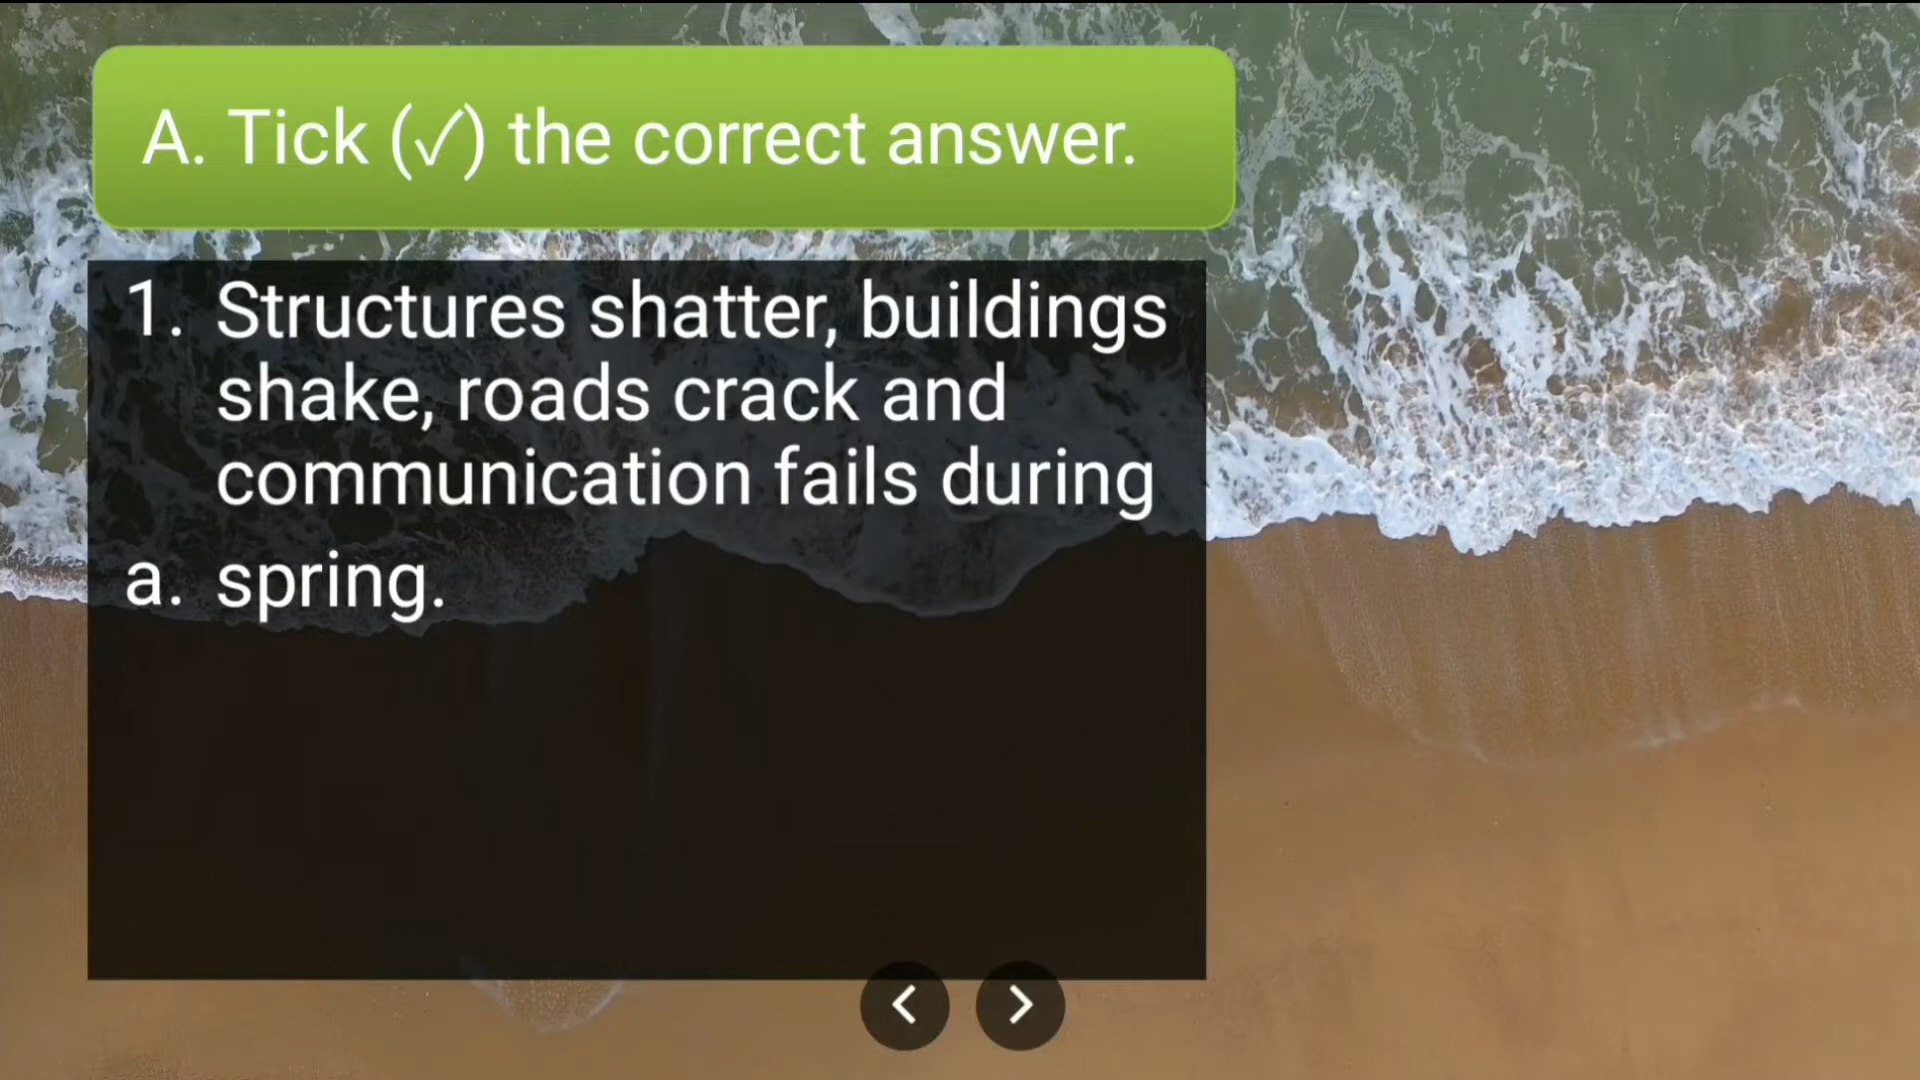 A. Tick (✓) the correct answer.
1. Structures shatter, buildings
shake, roads crack and
communication fails during
a. spring.